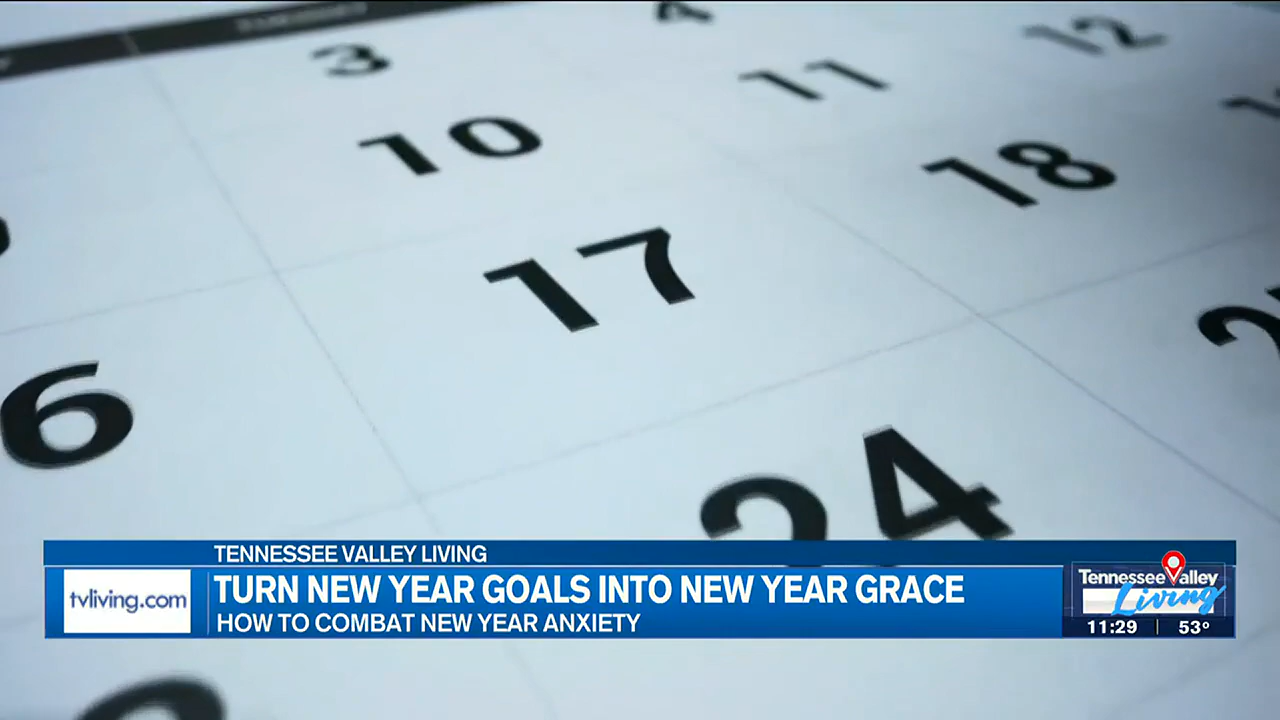 TUESDAY
3
4
10
11
12
17
18
6
24
TENNESSEE VALLEY LIVING
tvliving.com
TURN NEW YEAR GOALS INTO NEW YEAR GRACE
HOW TO COMBAT NEW YEAR ANXIETY
Tennessee Valley
Living
11:29 | 53°